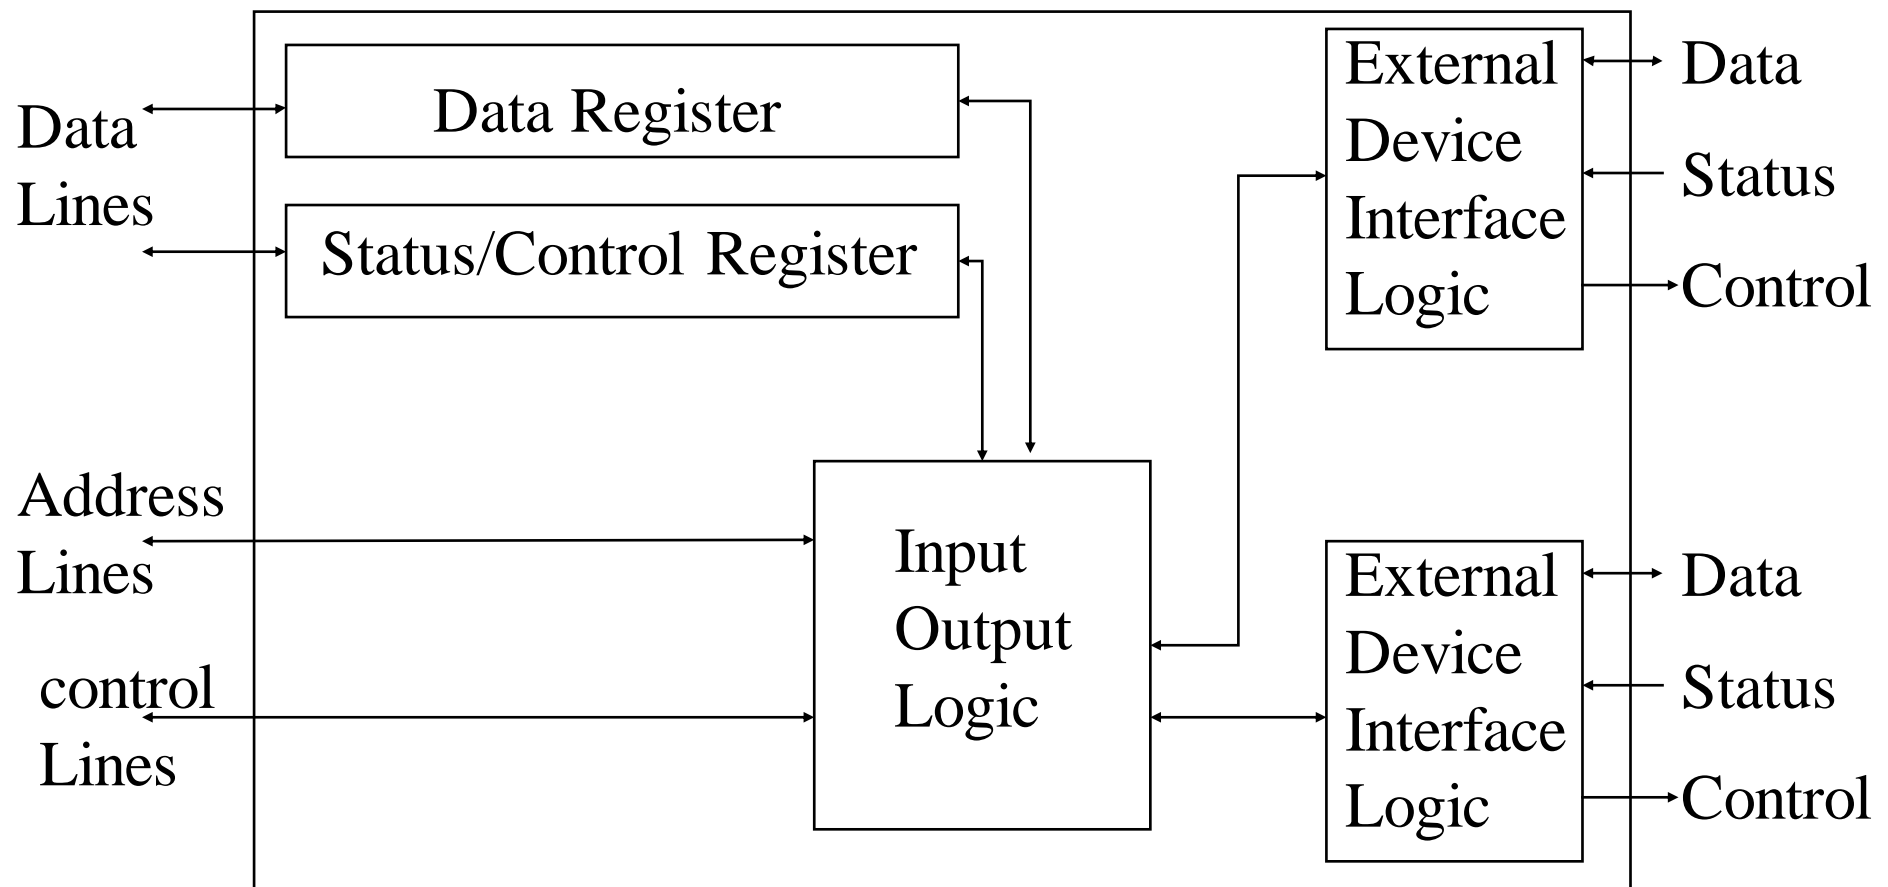 Data
Lines
Data Register
Status/Control Register
Address
Lines
control
Lines
Input
Output
Logic
External
Device
Interface
Logic
Data
Status
Control
External
Device
Interface
Logic
Data
Status
Control